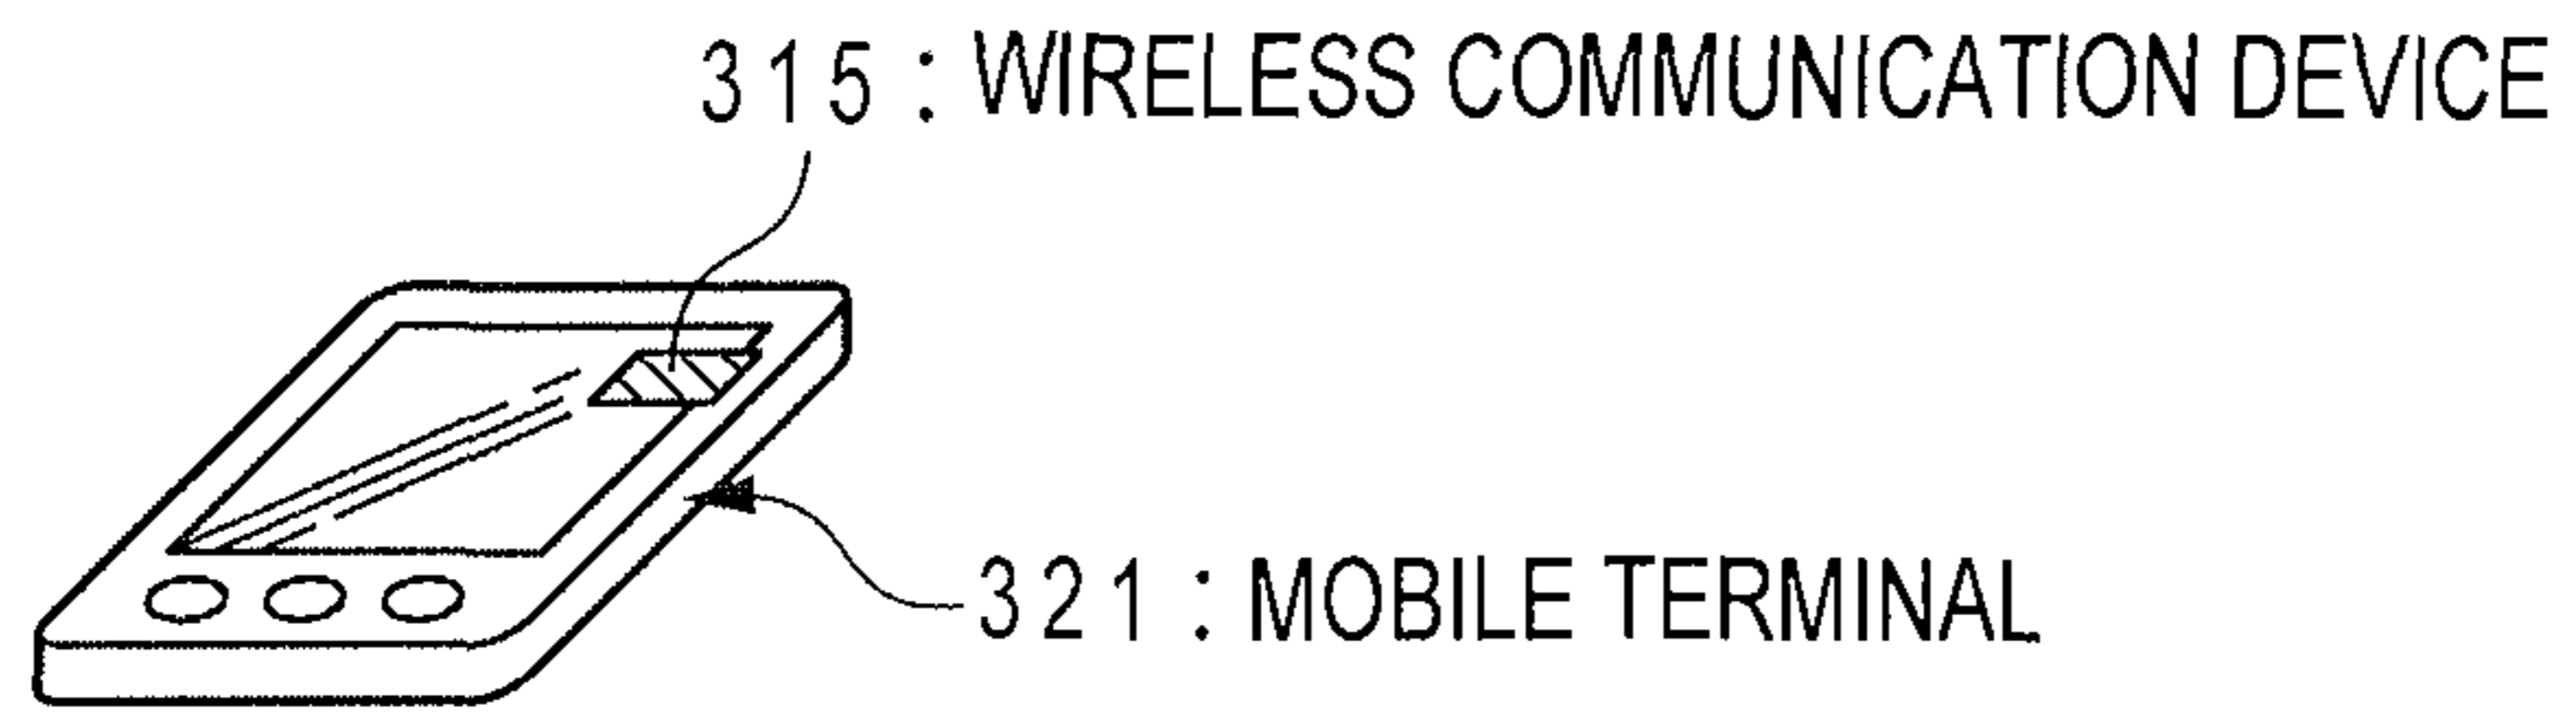 315 : WIRELESS COMMUNICATION DEVICE
321 : MOBILE TERMINAL